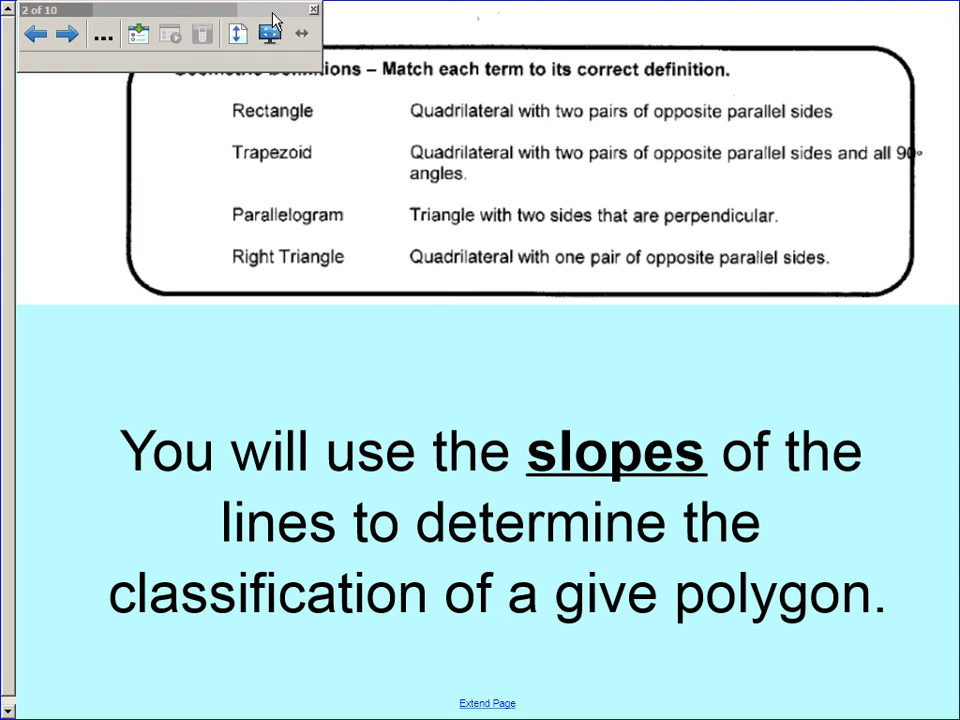 2 of 10
– Match each term to its correct definition.
Rectangle Quadrilateral with two pairs of opposite parallel sides
Trapezoid Quadrilateral with two pairs of opposite parallel sides and all 90°
angles.
Parallelogram Triangle with two sides that are perpendicular.
Right Triangle Quadrilateral with one pair of opposite parallel sides.
You will use the slopes of the
lines to determine the
classification of a give polygon.
Extend Page